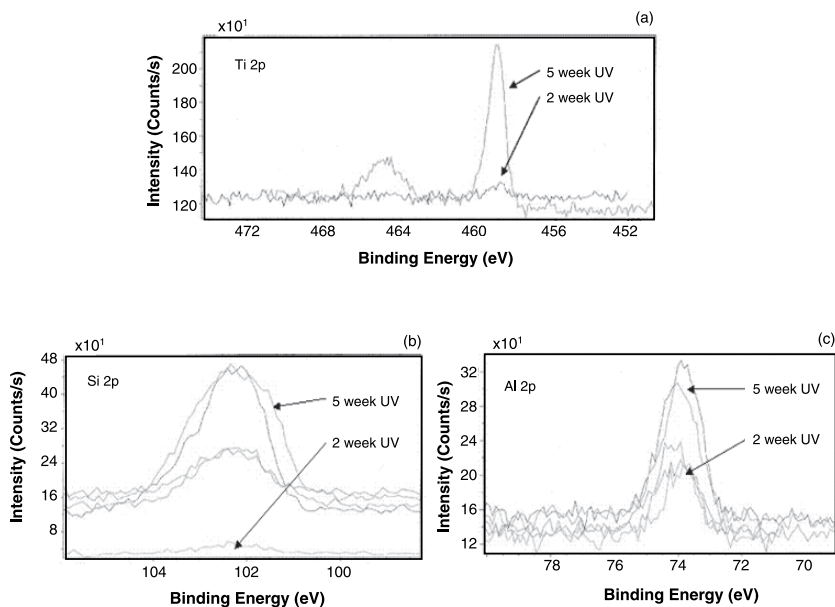 x10¹
(a)
Ti 2p
5 week UV
2 week UV
200
180
160
140
120
Intensity (Counts/s)
472 468 464 460 456 452
Binding Energy (eV)
x10¹
(b)
Si 2p
5 week UV
2 week UV
48
40
32
24
16
8
Intensity (Counts/s)
104 102 100
Binding Energy (eV)
x10¹
(c)
Al 2p
5 week UV
2 week UV
32
28
24
20
16
12
Intensity (Counts/s)
78 76 74 72 70
Binding Energy (eV)